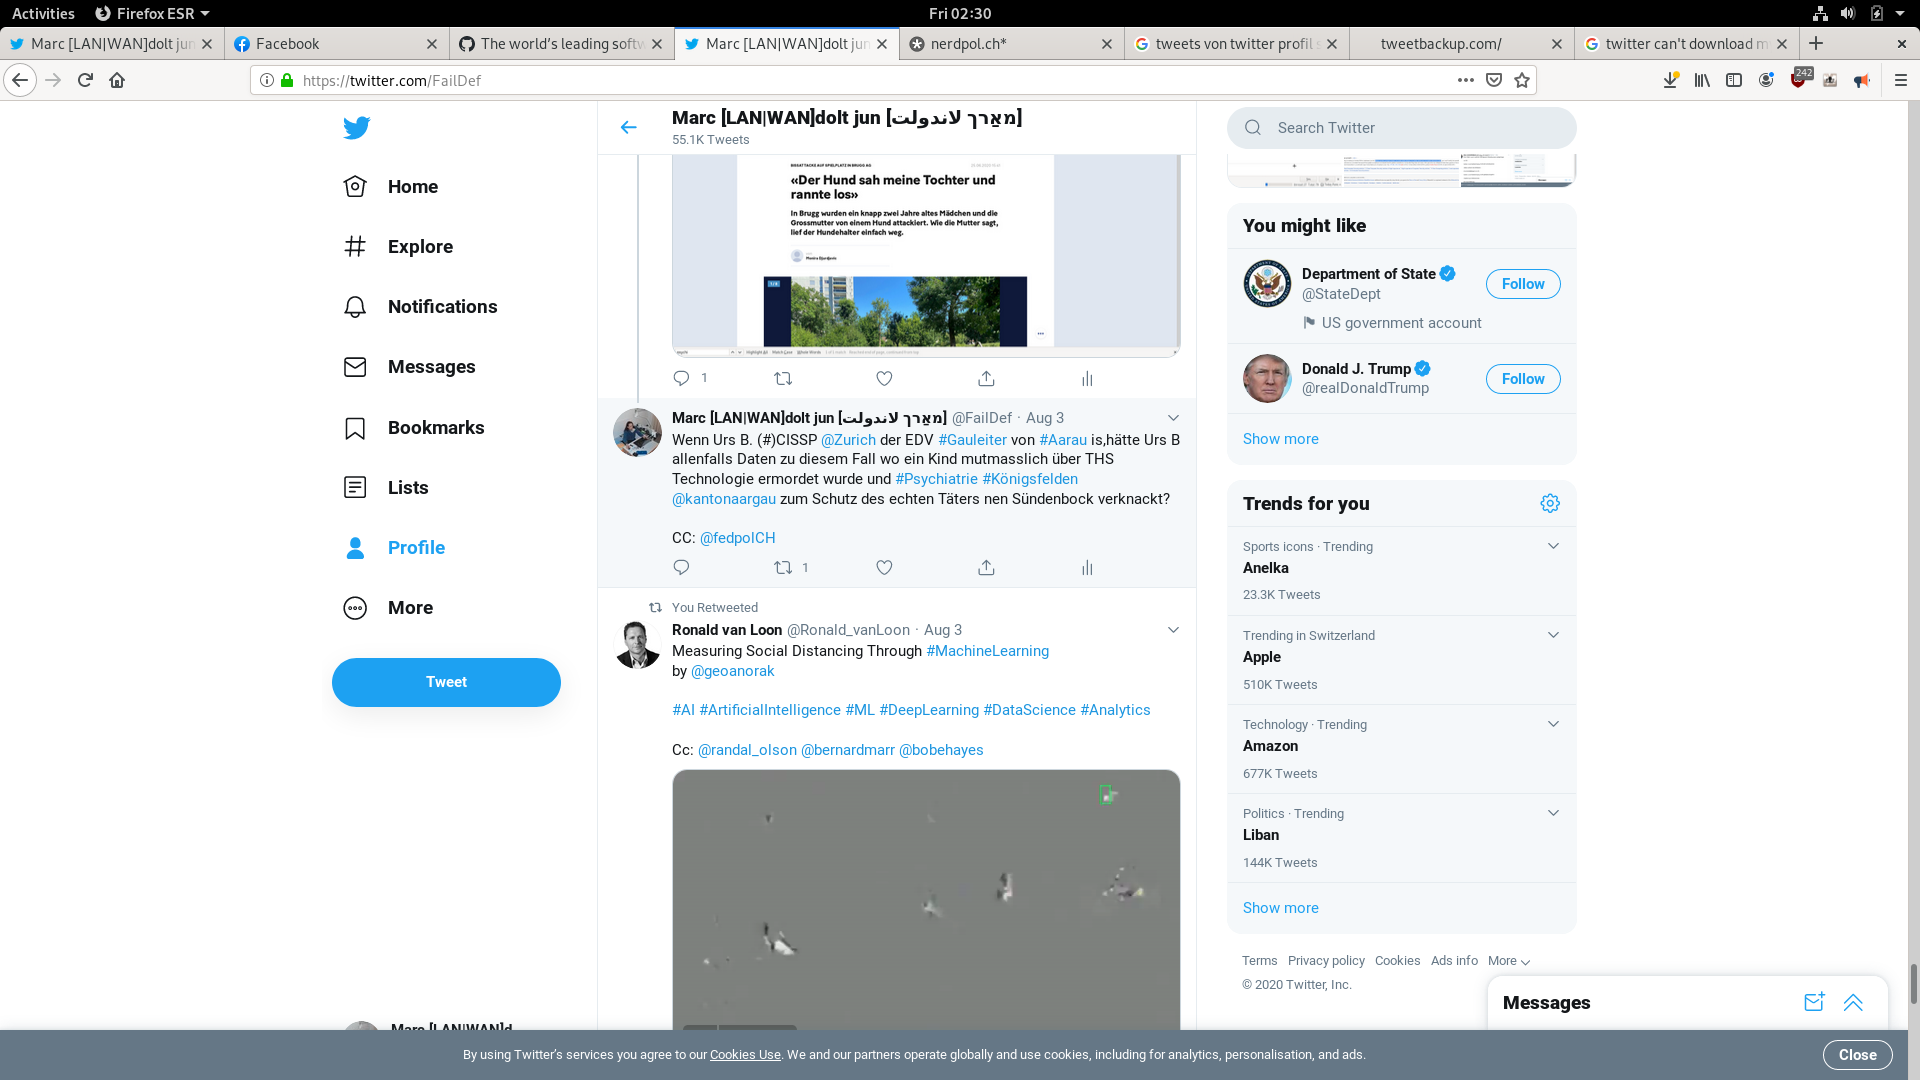 Activities
Firefox ESR
Fri 02:30
Marc [LAN|WAN]dolt jun
Facebook
The world's leading softw
Marc [LAN|WAN]dolt jun
nerdpol.ch*
tweets von twitter profil s
tweetbackup.com/
twitter can't download m
https://twitter.com/FailDef
242
Home
Explore
Notifications
Messages
Bookmarks
Lists
Profile
More
Tweet
Marc [LAN|WAN]d
Marc [LAN|WAN]dolt jun [מאַרך לאנדולת]
55.1K Tweets
«Der Hund sah meine Tochter und
rannte los»
In Brugg wurden ein knapp zwei Jahre altes Mädchen und die
Grossmutter von einem Hund attackiert. Wie die Mutter sagt,
lief der Hundehalter einfach weg.
1
Marc [LAN|WAN]dolt jun [מאַרך לאנדולת] @FailDef · Aug 3
Wenn Urs B. (#)CISSP @Zurich der EDV #Gauleiter von #Aarau is,hätte Urs B
allenfalls Daten zu diesem Fall wo ein Kind mutmasslich über THS
Technologie ermordet wurde und #Psychiatrie #Königsfelden
@kantonaargau zum Schutz des echten Täters nen Sündenbock verknackt?
CC: @fedpolCH
1
You Retweeted
Ronald van Loon @Ronald_vanLoon · Aug 3
Measuring Social Distancing Through #MachineLearning
by @geoanorak
#AI #ArtificialIntelligence #ML #DeepLearning #DataScience #Analytics
Cc: @randal_olson @bernardmarr @bobehayes
Search Twitter
You might like
Department of State
@StateDept
US government account
Follow
Donald J. Trump
@realDonaldTrump
Follow
Show more
Trends for you
Sports icons · Trending
Anelka
23.3K Tweets
Trending in Switzerland
Apple
510K Tweets
Technology · Trending
Amazon
677K Tweets
Politics · Trending
Liban
144K Tweets
Show more
Terms Privacy policy Cookies Ads info More
© 2020 Twitter, Inc.
Messages
By using Twitter's services you agree to our Cookies Use. We and our partners operate globally and use cookies, including for analytics, personalisation, and ads.
Close